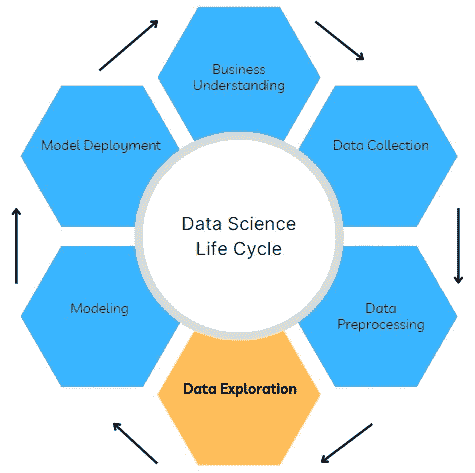 Business
Understanding
Model Deployment
Data Collection
Data Science
Life Cycle
Modeling
Data
Preprocessing
Data Exploration